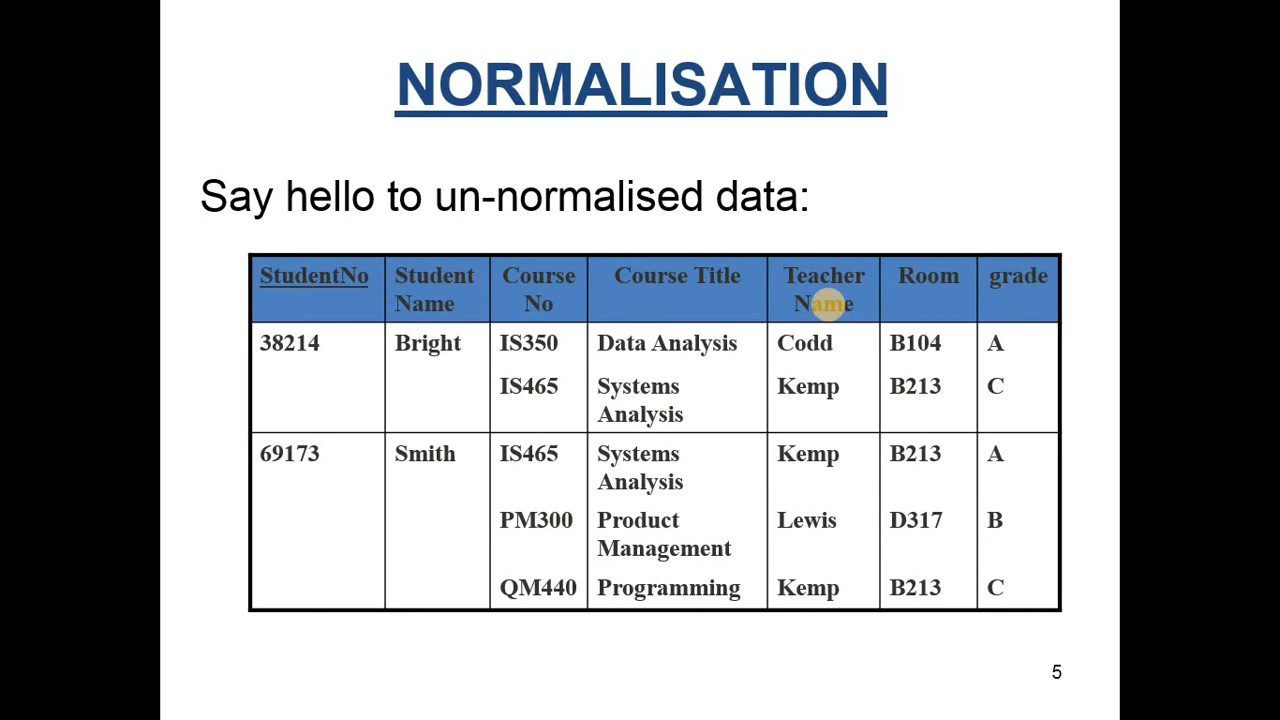 NORMALISATION
Say hello to un-normalised data:
StudentNo Student Name Course No Course Title Teacher Name Room grade
38214 Bright IS350 Data Analysis Codd B104 A
IS465 Systems Analysis Kemp B213 C
69173 Smith IS465 Systems Analysis Kemp B213 A
PM300 Product Management Lewis D317 B
QM440 Programming Kemp B213 C
5